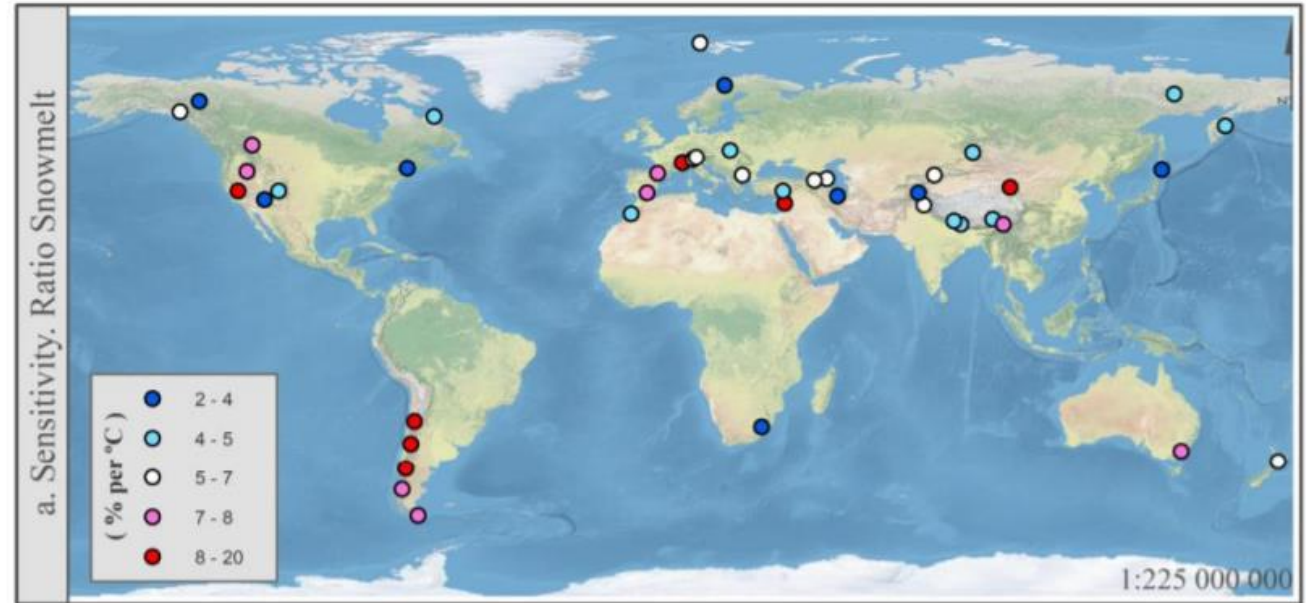 a. Sensitivity. Ratio Snowmelt
( % per °C )
2 - 4
4 - 5
5 - 7
7 - 8
8 - 20
1:225 000 000